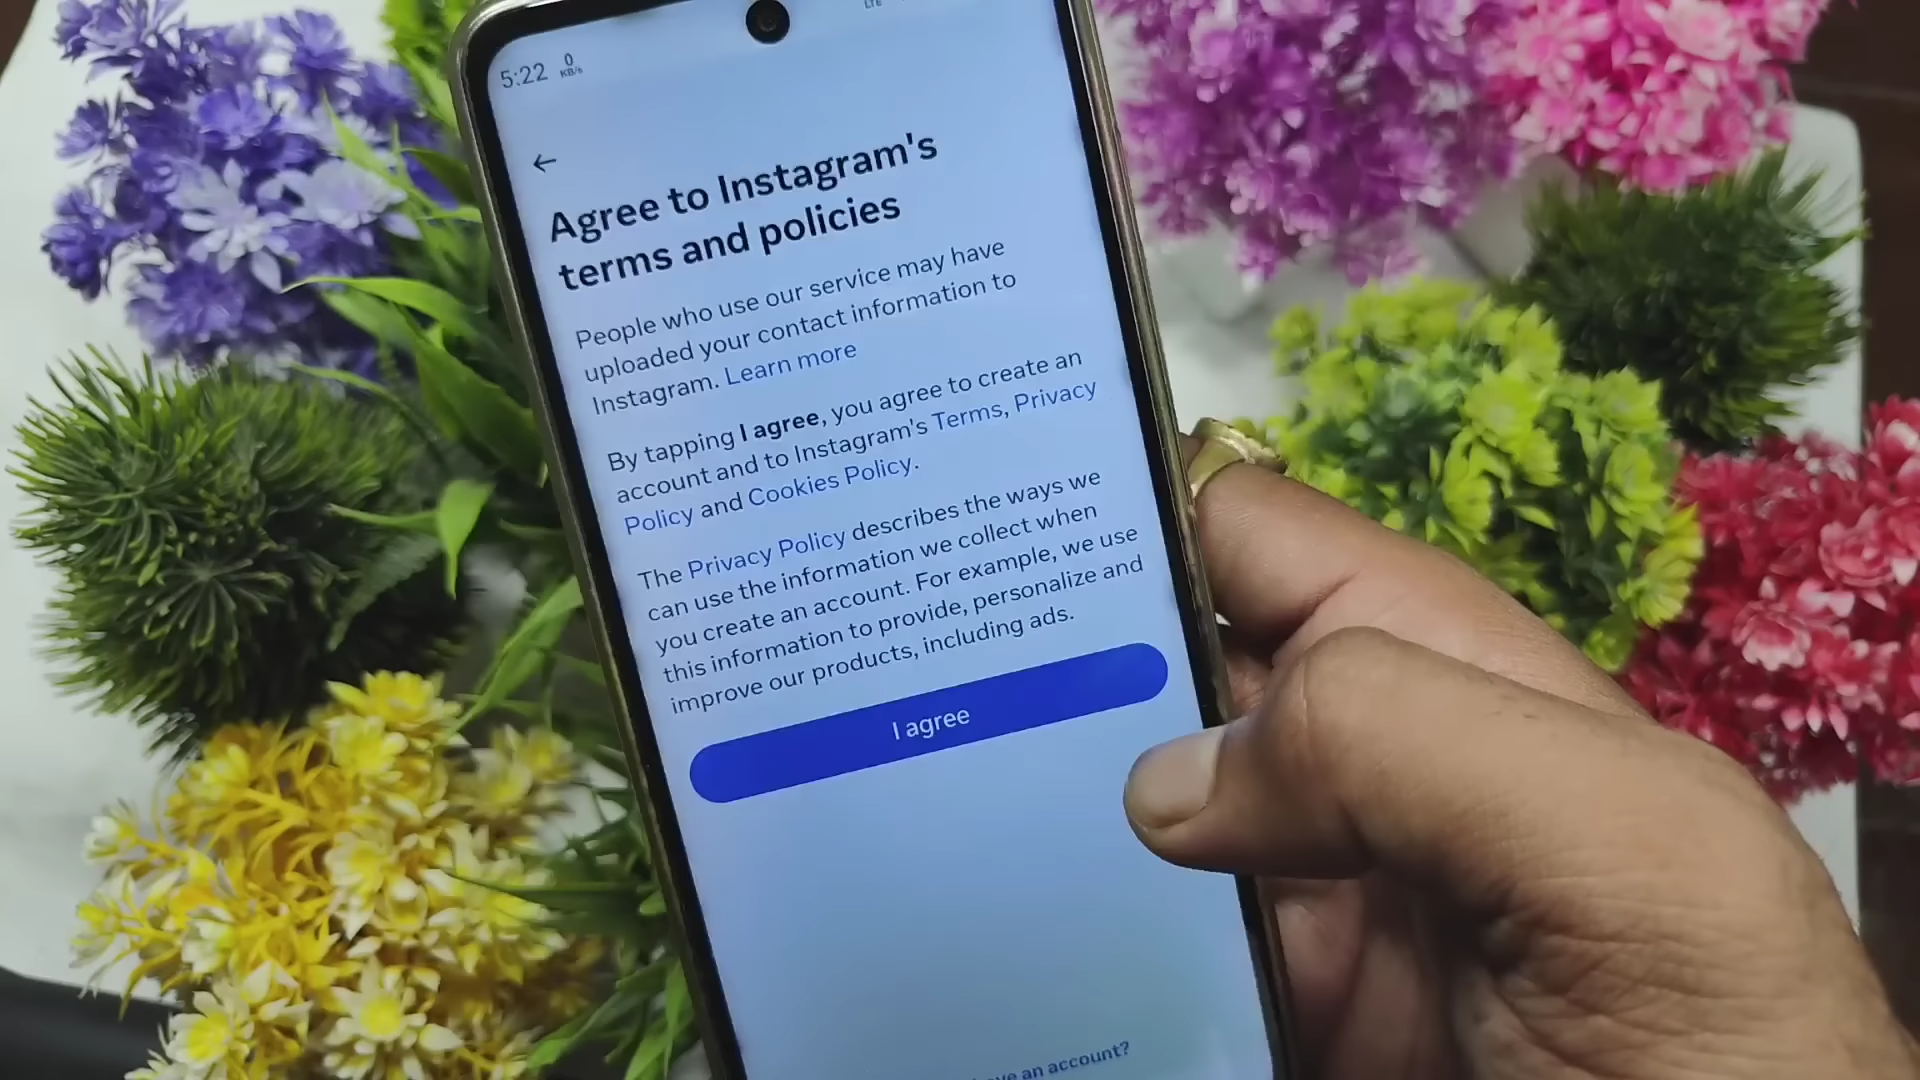 LTE
5:22 0 KB/s
Agree to Instagram's
terms and policies
People who use our service may have
uploaded your contact information to
Instagram. Learn more
By tapping I agree, you agree to create an
account and to Instagram's Terms, Privacy
Policy and Cookies Policy.
The Privacy Policy describes the ways we
can use the information we collect when
you create an account. For example, we use
this information to provide, personalize and
improve our products, including ads.
I agree
an account?